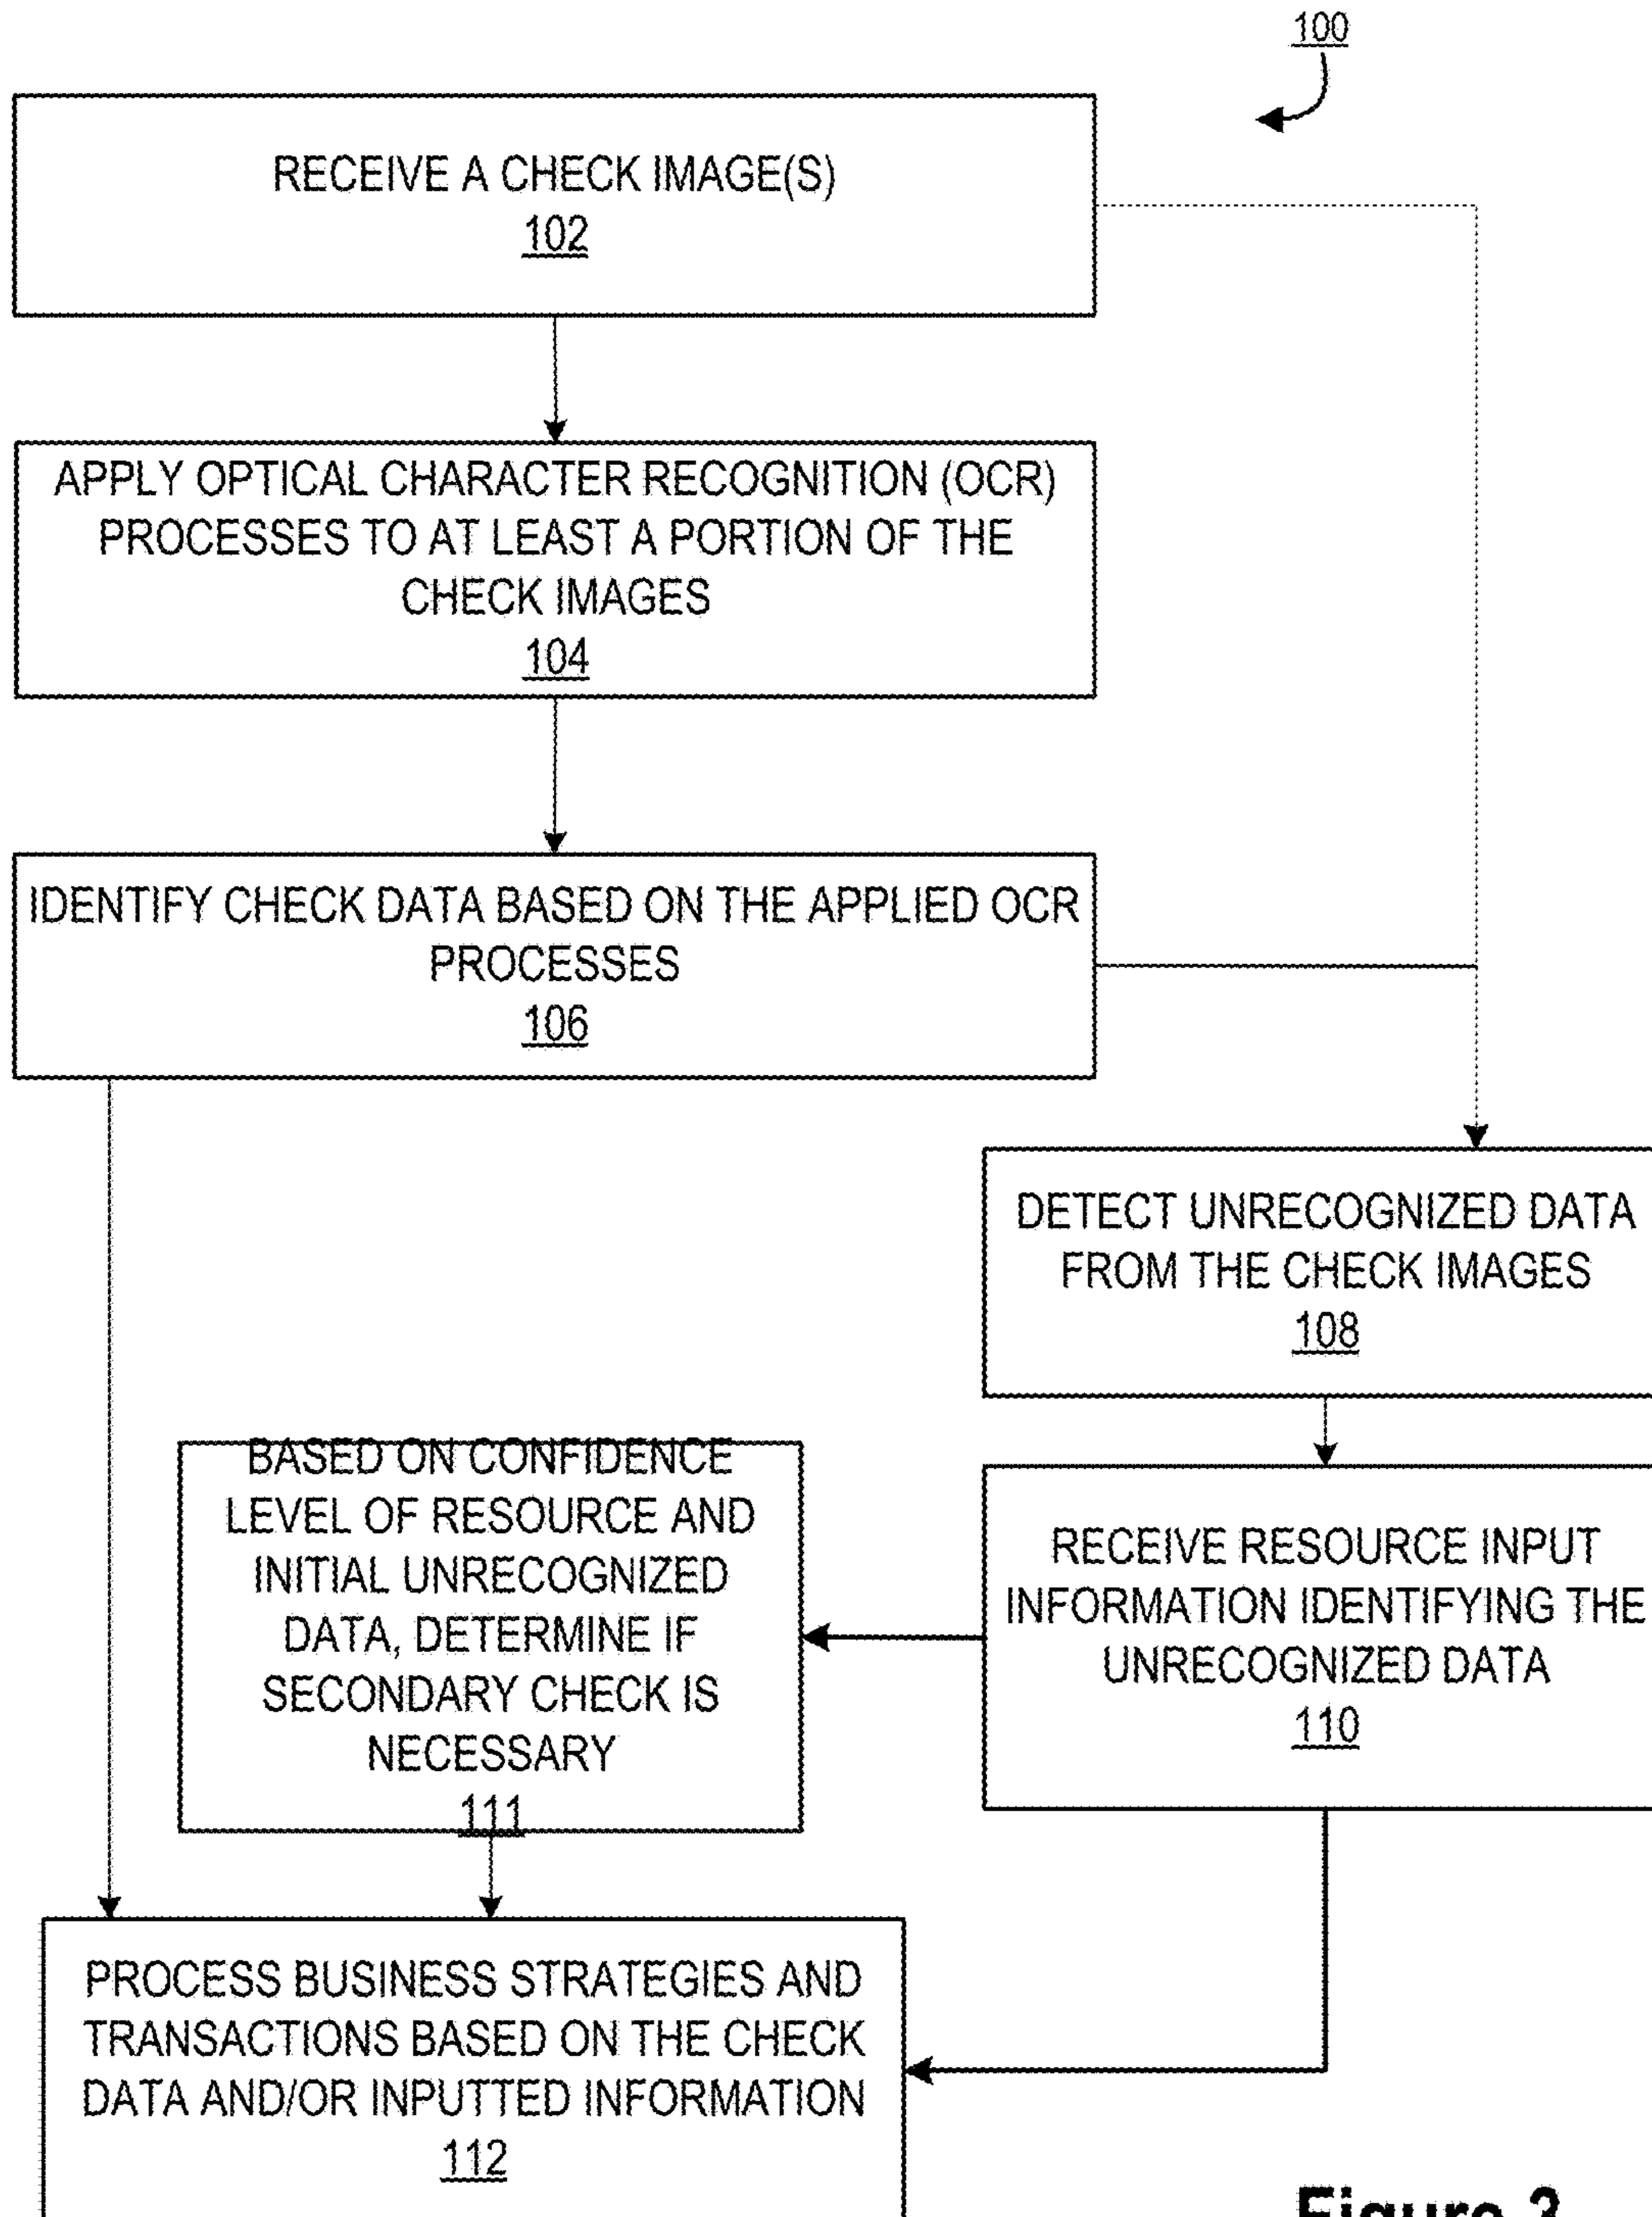 100
RECEIVE A CHECK IMAGE(S)
102
APPLY OPTICAL CHARACTER RECOGNITION (OCR)
PROCESSES TO AT LEAST A PORTION OF THE
CHECK IMAGES
104
IDENTIFY CHECK DATA BASED ON THE APPLIED OCR
PROCESSES
106
DETECT UNRECOGNIZED DATA
FROM THE CHECK IMAGES
108
BASED ON CONFIDENCE
LEVEL OF RESOURCE AND
INITIAL UNRECOGNIZED
DATA, DETERMINE IF
SECONDARY CHECK IS
NECESSARY
111
RECEIVE RESOURCE INPUT
INFORMATION IDENTIFYING THE
UNRECOGNIZED DATA
110
PROCESS BUSINESS STRATEGIES AND
TRANSACTIONS BASED ON THE CHECK
DATA AND/OR INPUTTED INFORMATION
112
Figure 3